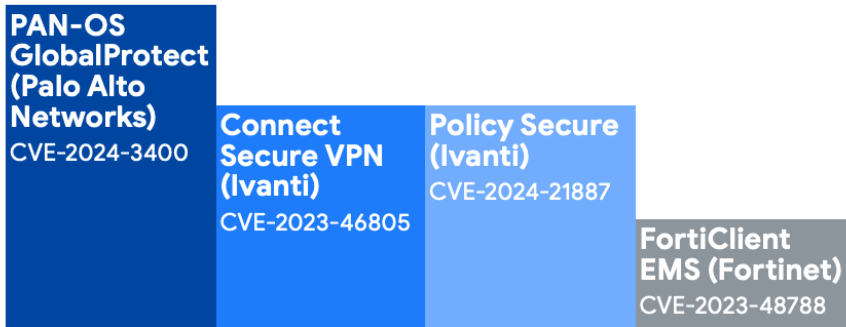 PAN-OS
GlobalProtect
(Palo Alto
Networks)
CVE-2024-3400
Connect
Secure VPN
(Ivanti)
CVE-2023-46805
Policy Secure
(Ivanti)
CVE-2024-21887
FortiClient
EMS (Fortinet)
CVE-2023-48788